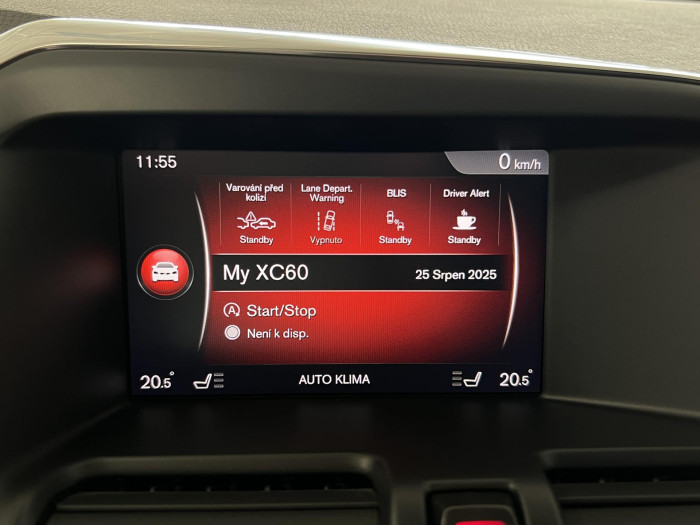 11:55
0 km/h
Varování před
kolizí
Standby
Lane Depart.
Warning
Vypnuto
BLIS
Standby
Driver Alert
Standby
My XC60
25 Srpen 2025
Start/Stop
Není k disp.
20.5°
AUTO KLIMA
20.5°